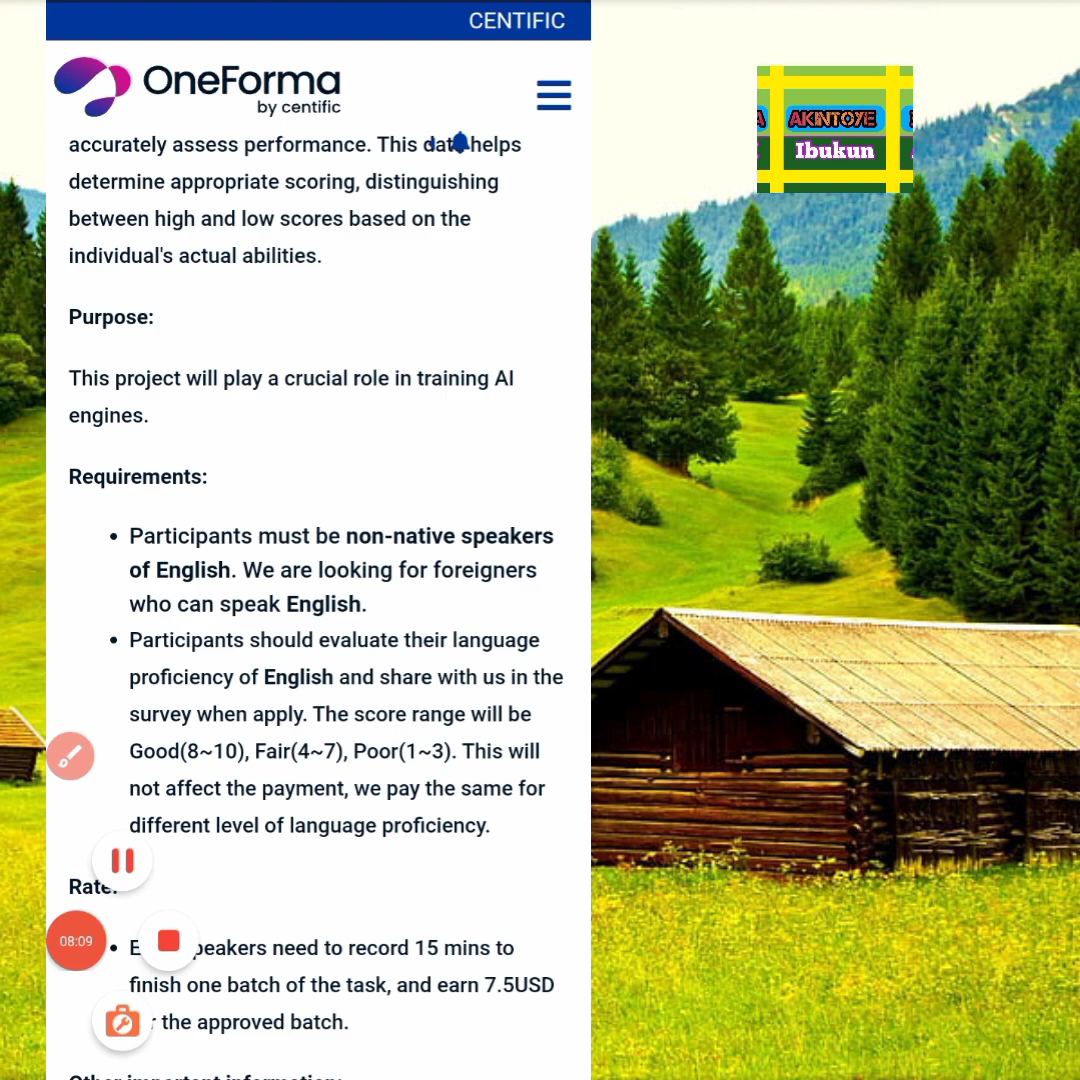 CENTIFIC
OneForma
by centific
accurately assess performance. This data helps
determine appropriate scoring, distinguishing
between high and low scores based on the
individual's actual abilities.
Purpose:
This project will play a crucial role in training AI
engines.
Requirements:
Participants must be non-native speakers
of English. We are looking for foreigners
who can speak English.
Participants should evaluate their language
proficiency of English and share with us in the
survey when apply. The score range will be
Good(8~10), Fair(4~7), Poor(1~3). This will
not affect the payment, we pay the same for
different level of language proficiency.
Rate:
peakers need to record 15 mins to
finish one batch of the task, and earn 7.5USD
the approved batch.
Other important information:
08:09
AKINTOYE
Ibukun